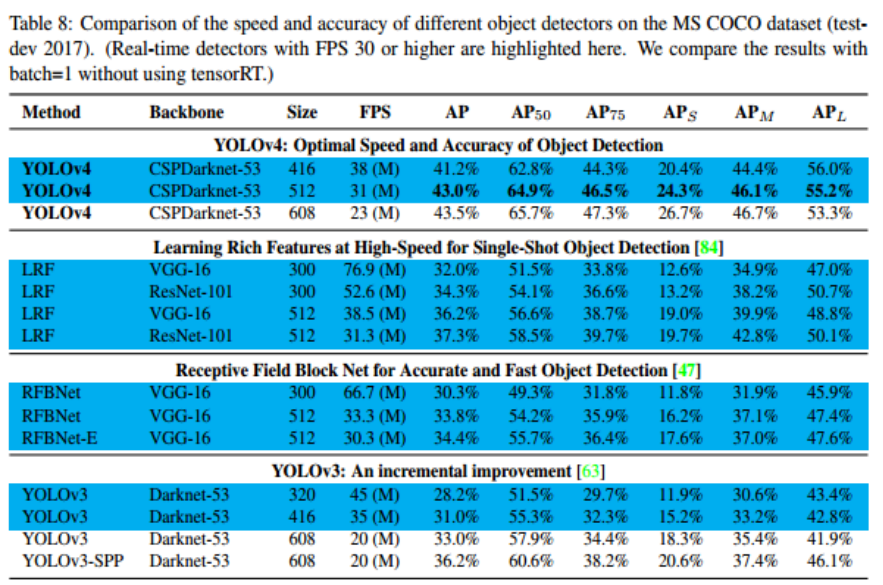 Table 8: Comparison of the speed and accuracy of different object detectors on the MS COCO dataset (test-
dev 2017). (Real-time detectors with FPS 30 or higher are highlighted here. We compare the results with
batch=1 without using tensorRT.)
Method Backbone Size FPS AP AP50 AP75 APS APM APL
YOLOv4: Optimal Speed and Accuracy of Object Detection
YOLOv4 CSPDarknet-53 416 38 (M) 41.2% 62.8% 44.3% 20.4% 44.4% 56.0%
YOLOv4 CSPDarknet-53 512 31 (M) 43.0% 64.9% 46.5% 24.3% 46.1% 55.2%
YOLOv4 CSPDarknet-53 608 23 (M) 43.5% 65.7% 47.3% 26.7% 46.7% 53.3%
Learning Rich Features at High-Speed for Single-Shot Object Detection [84]
LRF VGG-16 300 76.9 (M) 32.0% 51.5% 33.8% 12.6% 34.9% 47.0%
LRF ResNet-101 300 52.6 (M) 34.3% 54.1% 36.6% 13.2% 38.2% 50.7%
LRF VGG-16 512 38.5 (M) 36.2% 56.6% 38.7% 19.0% 39.9% 48.8%
LRF ResNet-101 512 31.3 (M) 37.3% 58.5% 39.7% 19.7% 42.8% 50.1%
Receptive Field Block Net for Accurate and Fast Object Detection [47]
RFBNet VGG-16 300 66.7 (M) 30.3% 49.3% 31.8% 11.8% 31.9% 45.9%
RFBNet VGG-16 512 33.3 (M) 33.8% 54.2% 35.9% 16.2% 37.1% 47.4%
RFBNet-E VGG-16 512 30.3 (M) 34.4% 55.7% 36.4% 17.6% 37.0% 47.6%
YOLOv3: An incremental improvement [63]
YOLOv3 Darknet-53 320 45 (M) 28.2% 51.5% 29.7% 11.9% 30.6% 43.4%
YOLOv3 Darknet-53 416 35 (M) 31.0% 55.3% 32.3% 15.2% 33.2% 42.8%
YOLOv3 Darknet-53 608 20 (M) 33.0% 57.9% 34.4% 18.3% 35.4% 41.9%
YOLOv3-SPP Darknet-53 608 20 (M) 36.2% 60.6% 38.2% 20.6% 37.4% 46.1%